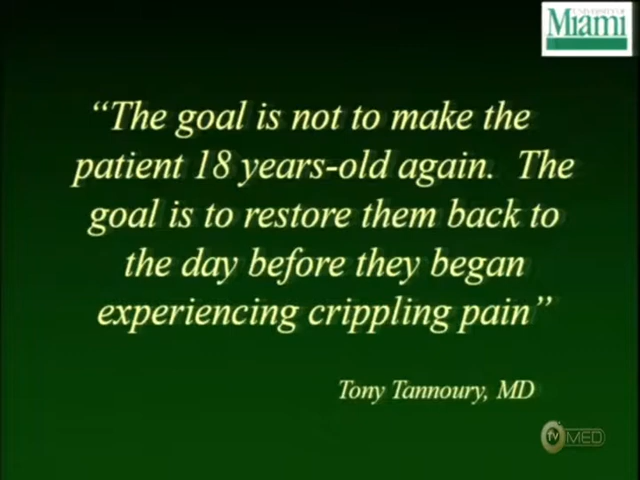 UNIVERSITY OF
Miami
“The goal is not to make the
patient 18 years-old again. The
goal is to restore them back to
the day before they began
experiencing crippling pain”
Tony Tannoury, MD
tv MED